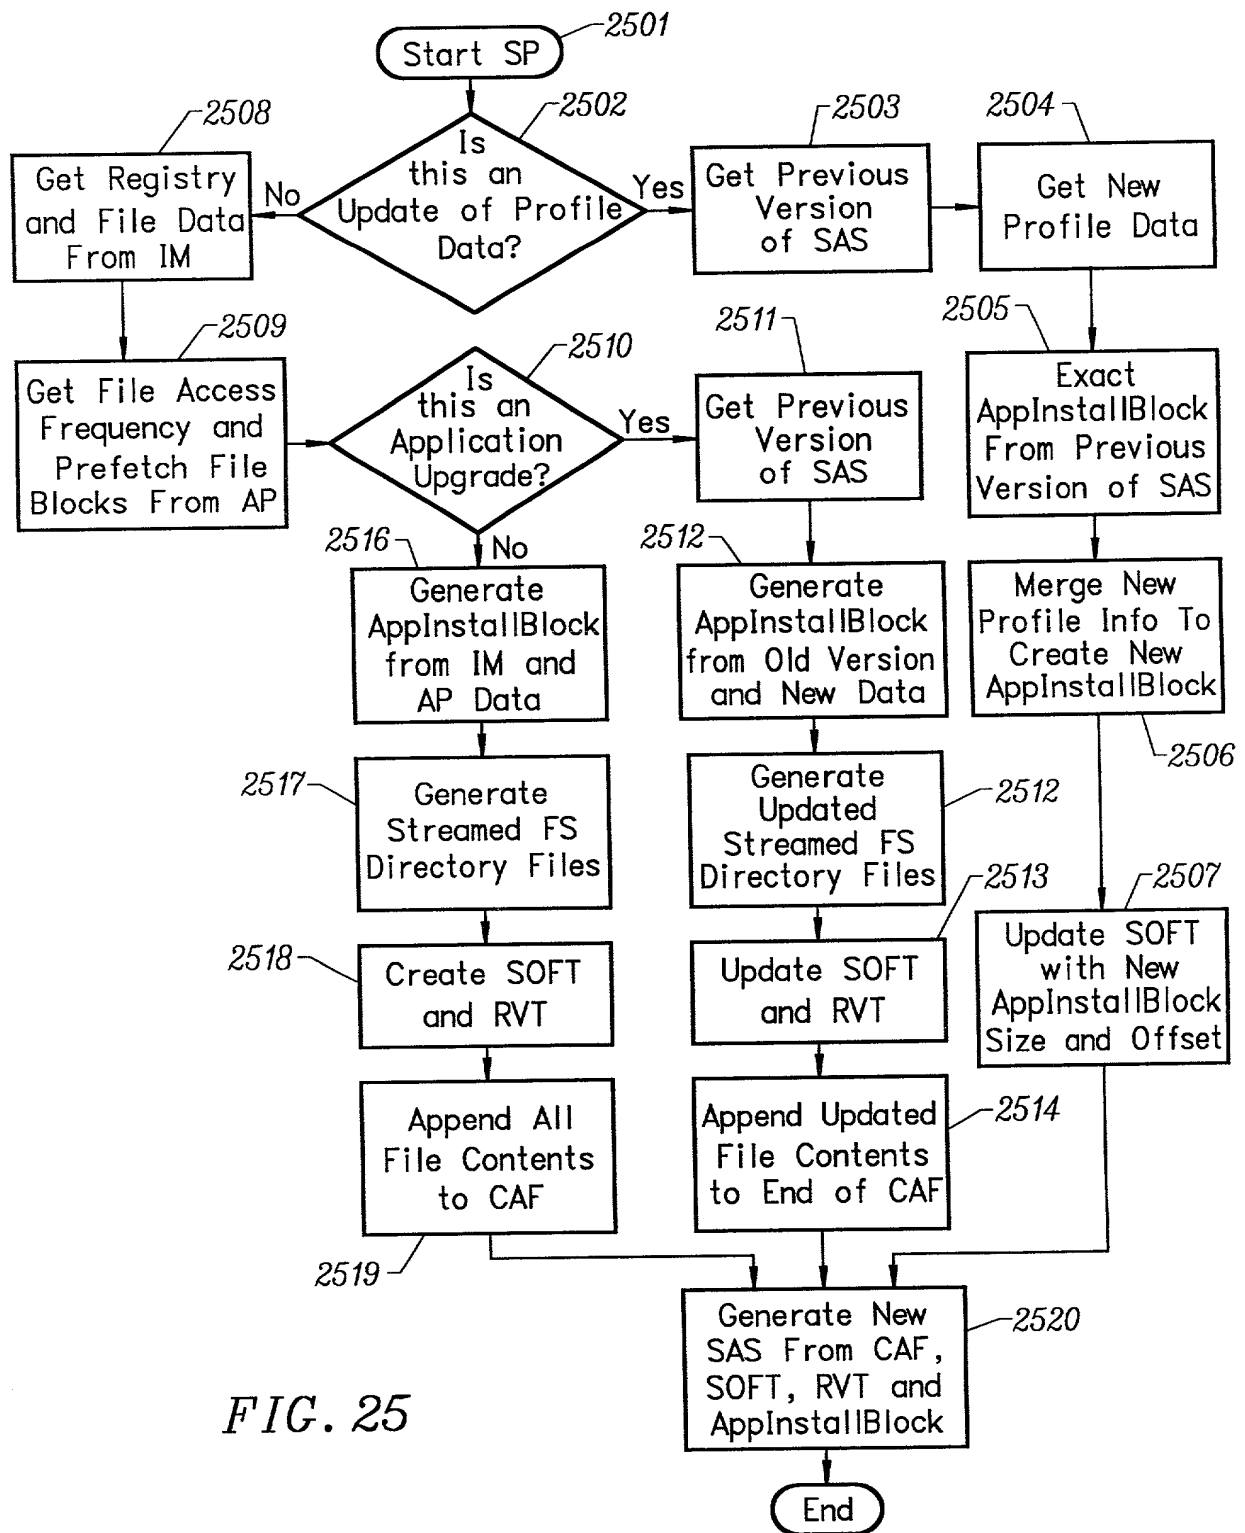 2501
Start SP
2508
2502
2503
2504
Get Registry
and File Data
From IM
No
Is
this an
Update of Profile
Data?
Yes
Get Previous
Version
of SAS
Get New
Profile Data
2509
Get File Access
Frequency and
Prefetch File
Blocks From AP
2510
Is
this an
Application
Upgrade?
Yes
No
2511
Get Previous
Version
of SAS
2505
Exact
AppInstallBlock
From Previous
Version of SAS
2516
Generate
AppInstallBlock
from IM and
AP Data
2512
Generate
AppInstallBlock
from Old Version
and New Data
Merge New
Profile Info To
Create New
AppInstallBlock
2506
2517
Generate
Streamed FS
Directory Files
Generate
Updated
Streamed FS
Directory Files
2512
2518
Create SOFT
and RVT
2513
Update SOFT
and RVT
2507
Update SOFT
with New
AppInstallBlock
Size and Offset
Append All
File Contents
to CAF
2519
Append Updated
File Contents
to End of CAF
2514
Generate New
SAS From CAF,
SOFT, RVT and
AppInstallBlock
2520
End
FIG. 25